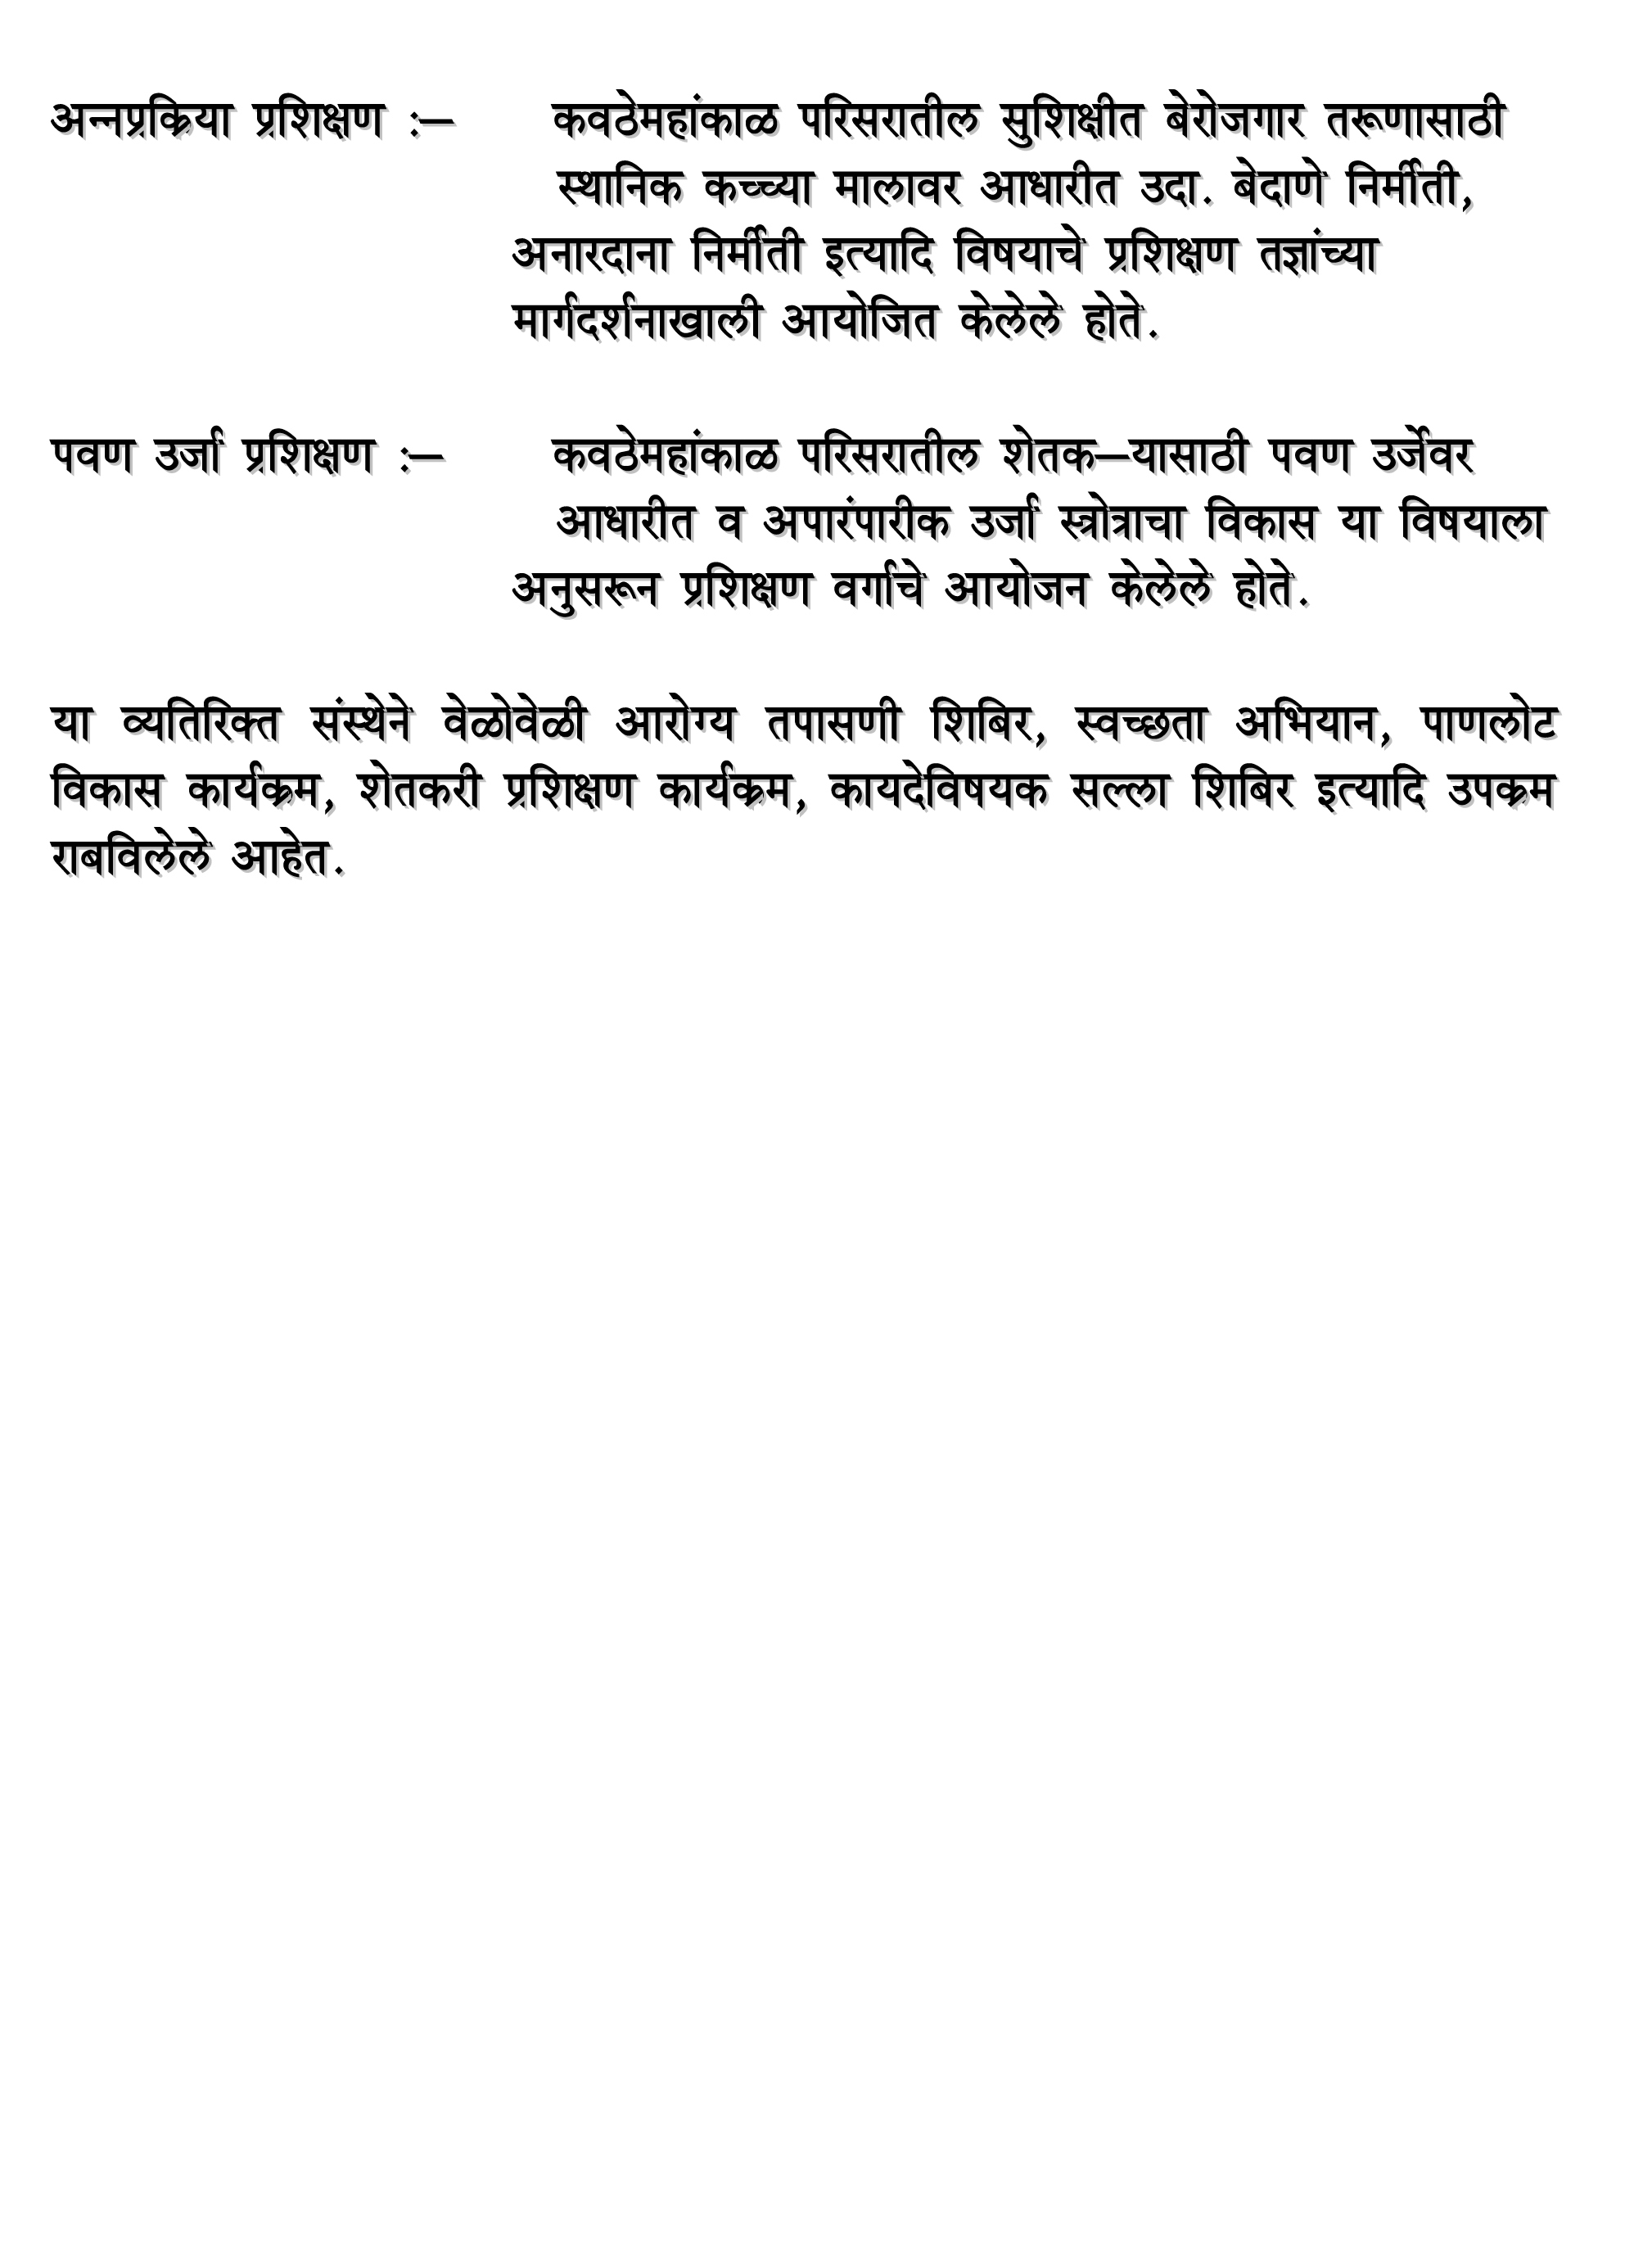 अन्नप्रक्रिया प्रशिक्षण :— कवठेमहांकाळ परिसरातील सुशिक्षीत बेरोजगार तरूणासाठी
स्थानिक कच्च्या मालावर आधारीत उदा. बेदाणे निर्मीती,
अनारदाना निर्मीती इत्यादि विषयाचे प्रशिक्षण तज्ञांच्या
मार्गदर्शनाखाली आयोजित केलेले होते.
पवण उर्जा प्रशिक्षण :— कवठेमहांकाळ परिसरातील शेतक—यासाठी पवण उर्जेवर
आधारीत व अपारंपारीक उर्जा स्त्रोत्राचा विकास या विषयाला
अनुसरून प्रशिक्षण वर्गाचे आयोजन केलेले होते.
या व्यतिरिक्त संस्थेने वेळोवेळी आरोग्य तपासणी शिबिर, स्वच्छता अभियान, पाणलोट
विकास कार्यक्रम, शेतकरी प्रशिक्षण कार्यक्रम, कायदेविषयक सल्ला शिबिर इत्यादि उपक्रम
राबविलेले आहेत.